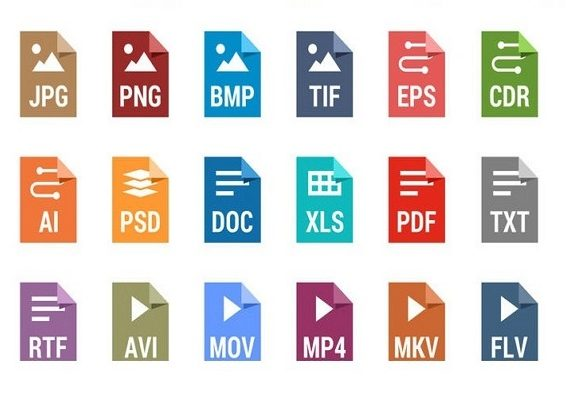 JPG PNG BMP TIF EPS CDR
AI PSD DOC XLS PDF TXT
RTF AVI MOV MP4 MKV FLV